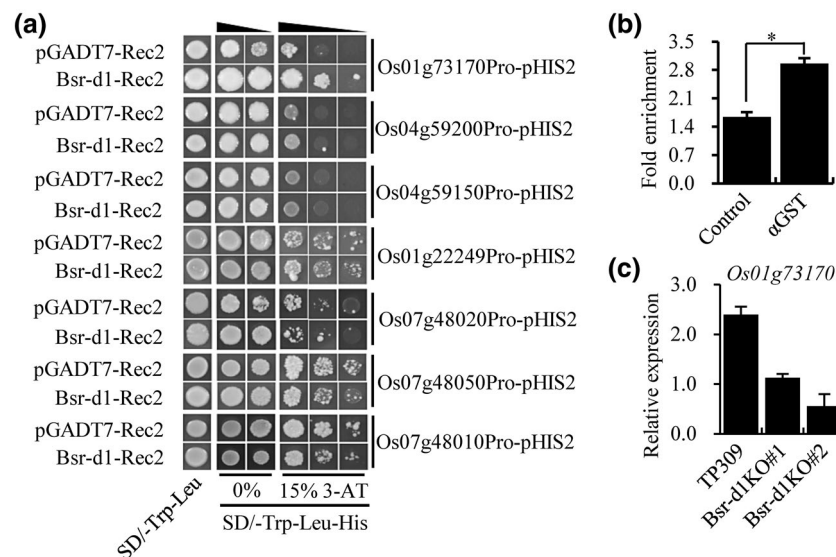 (a)
pGADT7-Rec2
Bsr-d1-Rec2
Os01g73170Pro-pHIS2
pGADT7-Rec2
Bsr-d1-Rec2
Os04g59200Pro-pHIS2
pGADT7-Rec2
Bsr-d1-Rec2
Os04g59150Pro-pHIS2
pGADT7-Rec2
Bsr-d1-Rec2
Os01g22249Pro-pHIS2
pGADT7-Rec2
Bsr-d1-Rec2
Os07g48020Pro-pHIS2
pGADT7-Rec2
Bsr-d1-Rec2
Os07g48050Pro-pHIS2
pGADT7-Rec2
Bsr-d1-Rec2
Os07g48010Pro-pHIS2
SD/-Trp-Leu
0%
15% 3-AT
SD/-Trp-Leu-His
(b)
Fold enrichment
3.5
2.8
2.1
1.4
0.7
0.0
*
Control
αGST
(c)
Os01g73170
Relative expression
3.0
2.0
1.0
0.0
TP309
Bsr-d1KO#1
Bsr-d1KO#2